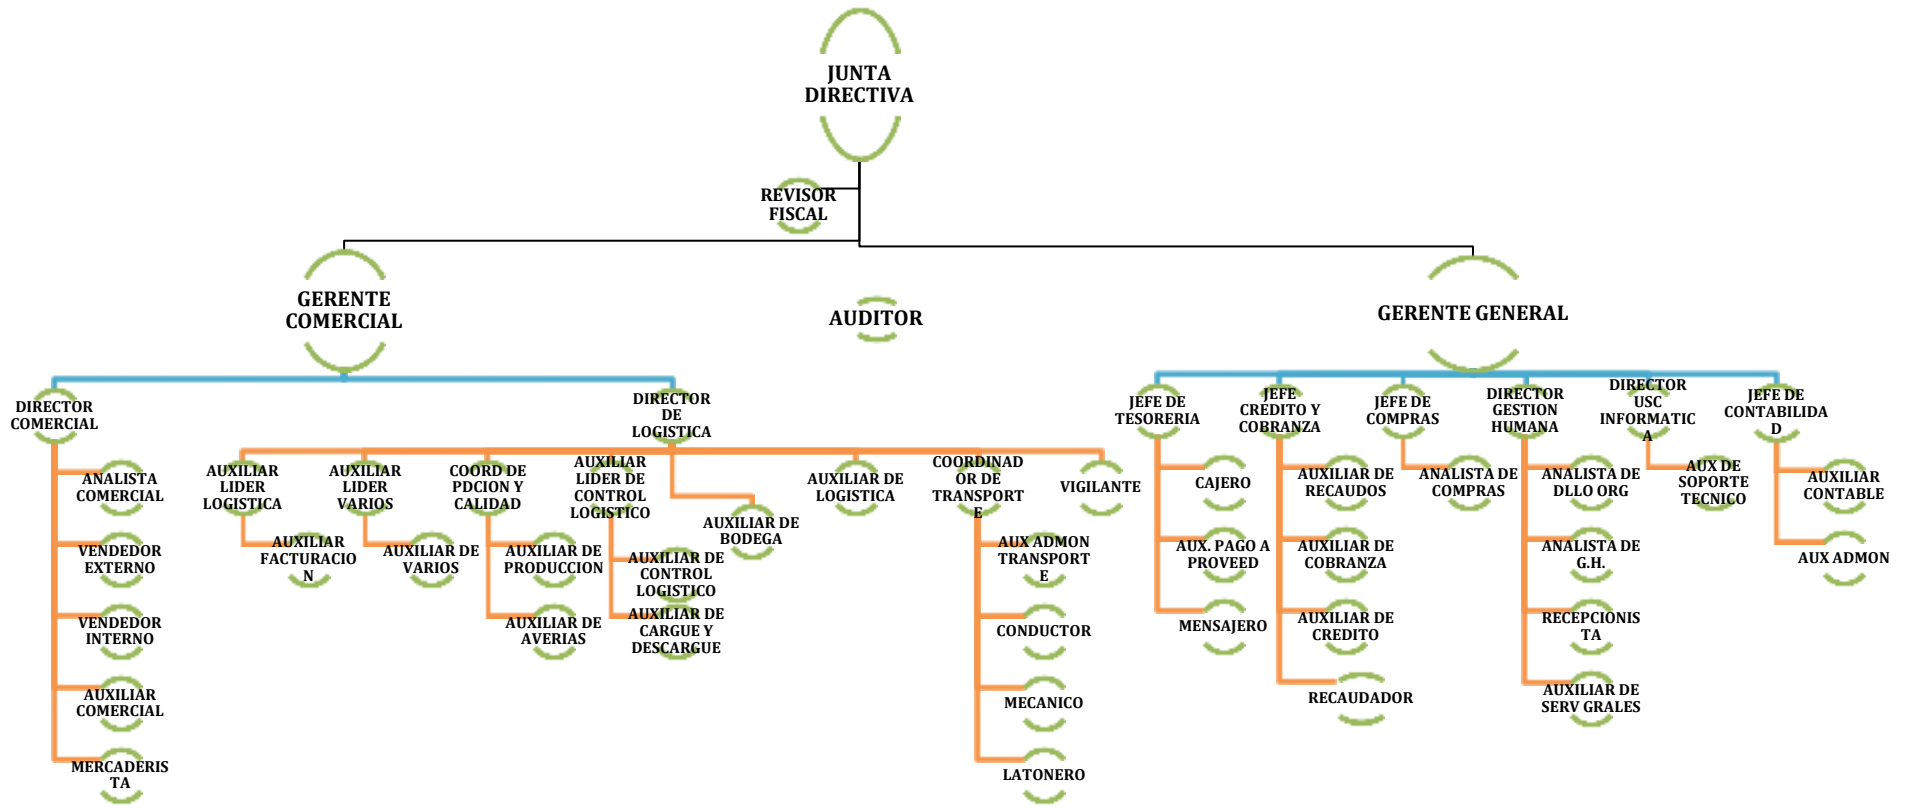 JUNTA
DIRECTIVA
REVISOR
FISCAL
GERENTE
COMERCIAL
AUDITOR
GERENTE GENERAL
DIRECTOR
COMERCIAL
DIRECTOR
DE
LOGISTICA
JEFE DE
TESORERIA
JEFE
CREDITO Y
COBRANZA
JEFE DE
COMPRAS
DIRECTOR
GESTION
HUMANA
DIRECTOR
USC
INFORMATIC
A
JEFE DE
CONTABILIDA
D
ANALISTA
COMERCIAL
VENDEDOR
EXTERNO
VENDEDOR
INTERNO
AUXILIAR
COMERCIAL
MERCADERIS
TA
AUXILIAR
LIDER
LOGISTICA
AUXILIAR
FACTURACIO
N
AUXILIAR
LIDER
VARIOS
AUXILIAR DE
VARIOS
COORD DE
PDCION Y
CALIDAD
AUXILIAR DE
PRODUCCION
AUXILIAR DE
AVERIAS
AUXILIAR
LIDER DE
CONTROL
LOGISTICO
AUXILIAR DE
CONTROL
LOGISTICO
AUXILIAR DE
CARGUE Y
DESCARGUE
AUXILIAR DE
BODEGA
AUXILIAR DE
LOGISTICA
COORDINAD
OR DE
TRANSPORT
E
AUX ADMON
TRANSPORT
E
CONDUCTOR
MECANICO
LATONERO
VIGILANTE
CAJERO
AUX. PAGO A
PROVEED
MENSAJERO
AUXILIAR DE
RECAUDOS
AUXILIAR DE
COBRANZA
AUXILIAR DE
CREDITO
RECAUDADOR
ANALISTA DE
COMPRAS
ANALISTA DE
DLLO ORG
ANALISTA DE
G.H.
RECEPCIONIS
TA
AUXILIAR DE
SERV GRALES
AUX DE
SOPORTE
TECNICO
AUXILIAR
CONTABLE
AUX ADMON